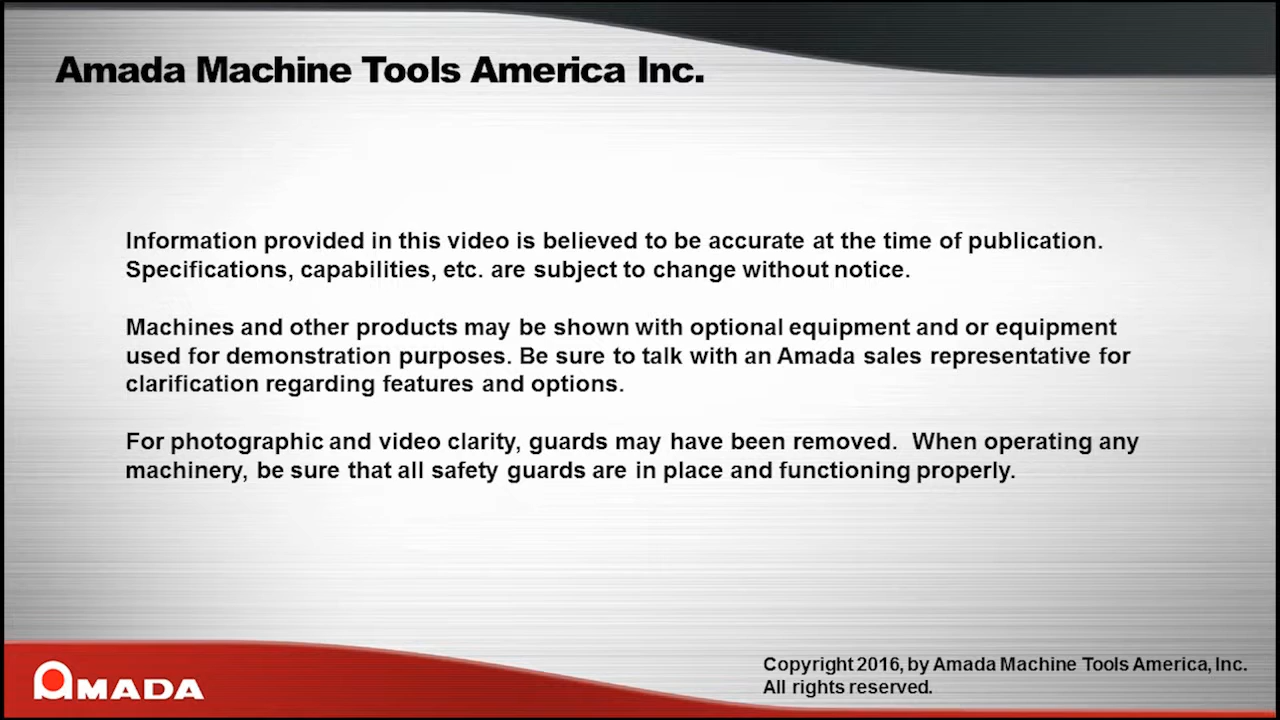 Amada Machine Tools America Inc.
Information provided in this video is believed to be accurate at the time of publication.
Specifications, capabilities, etc. are subject to change without notice.
Machines and other products may be shown with optional equipment and or equipment
used for demonstration purposes. Be sure to talk with an Amada sales representative for
clarification regarding features and options.
For photographic and video clarity, guards may have been removed.  When operating any
machinery, be sure that all safety guards are in place and functioning properly.
AMADA
Copyright 2016, by Amada Machine Tools America, Inc.
All rights reserved.